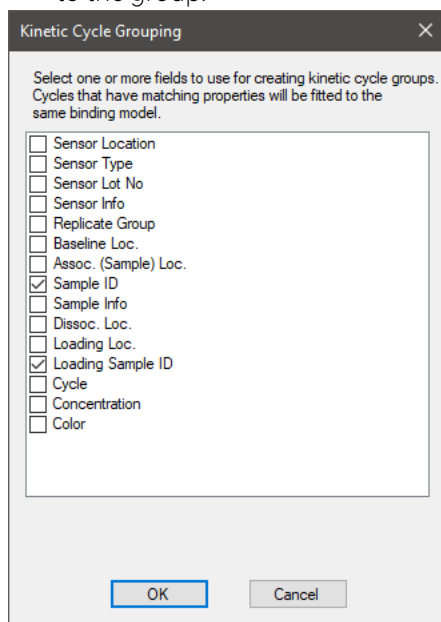 to the group.
Kinetic Cycle Grouping
Select one or more fields to use for creating kinetic cycle groups.
Cycles that have matching properties will be fitted to the
same binding model.
Sensor Location
Sensor Type
Sensor Lot No
Sensor Info
Replicate Group
Baseline Loc.
Assoc. (Sample) Loc.
Sample ID
Sample Info
Dissoc. Loc.
Loading Loc.
Loading Sample ID
Cycle
Concentration
Color
OK Cancel